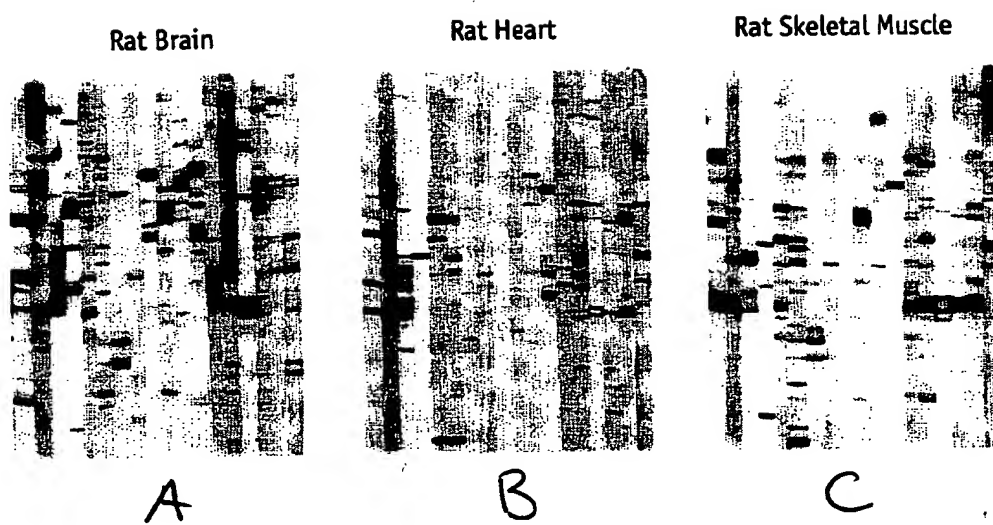 Rat Brain
Rat Heart
Rat Skeletal Muscle
A
B
C